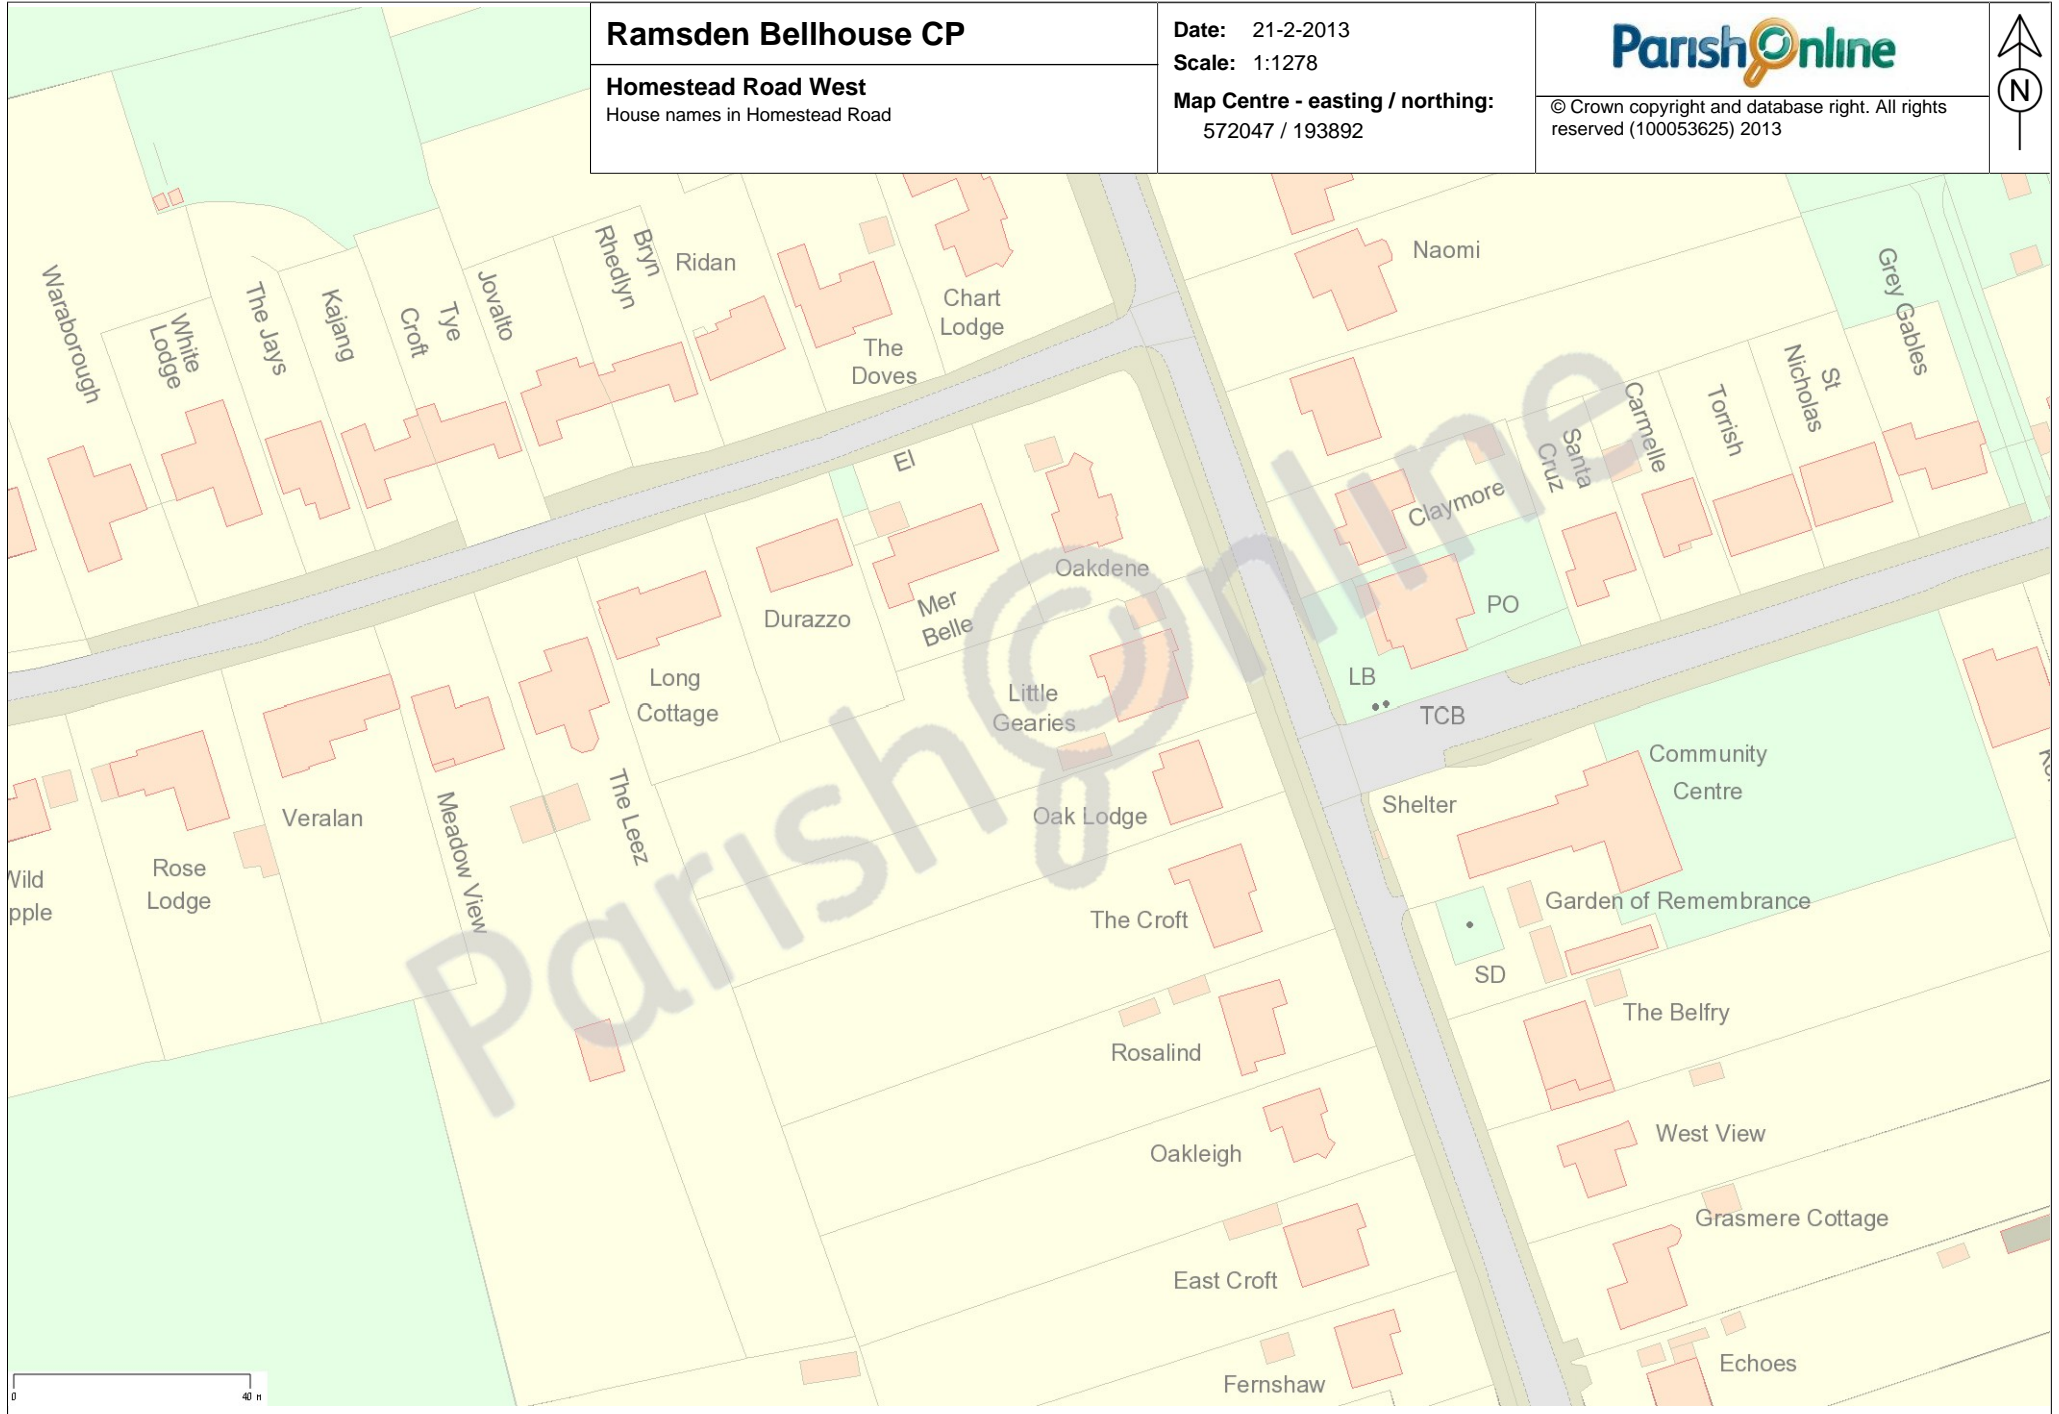 Ramsden Bellhouse CP
Homestead Road West
House names in Homestead Road
Date: 21-2-2013
Scale: 1:1278
Map Centre - easting / northing:
572047 / 193892
Parish Online
© Crown copyright and database right. All rights
reserved (100053625) 2013
N
Waraborough
White
Lodge
The Jays
Kajang
Tye
Croft
Jovalto
Bryn
Rhedlyn
Ridan
The
Doves
Chart
Lodge
Naomi
Grey Gables
St
Nicholas
Torrish
Carmelle
Santa
Cruz
Claymore
El
Oakdene
Mer
Belle
Durazzo
Long
Cottage
Little
Gearies
PO
LB
TCB
Community
Centre
Shelter
Oak Lodge
The Leez
Meadow View
Veralan
Rose
Lodge
The Croft
Garden of Remembrance
SD
The Belfry
Rosalind
Oakleigh
West View
Grasmere Cottage
East Croft
Echoes
Fernshaw
Parish Online
0
40 M